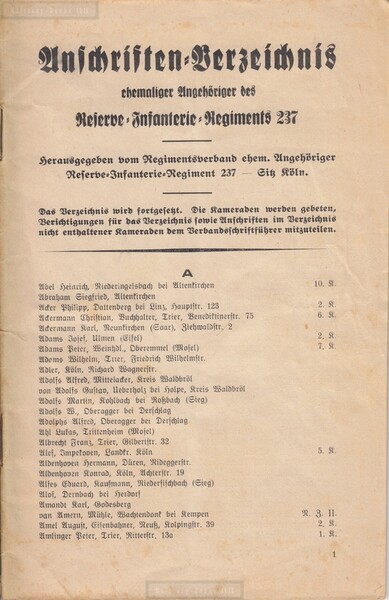 Anschriften-Verzeichnis
ehemaliger Angehöriger des
Reserve-Infanterie-Regiments 237
Herausgegeben vom Regimentsverband ehem. Angehöriger
Reserve-Infanterie-Regiment 237 — Sitz Köln.
Das Verzeichnis wird fortgesetzt. Die Kameraden werden gebeten,
Berichtigungen für das Verzeichnis sowie Anschriften im Verzeichnis
nicht enthaltener Kameraden dem Verbandschriftführer mitzuteilen.
A
Abel Heinrich, Niederingelsbach bei Altenkirchen 10. K.
Abraham Siegfried, Altenkirchen
Acker Philipp, Dattenberg bei Linz, Hauptstr. 123 2. K.
Ackermann Christian, Buchhalter, Trier, Benediktinerstr. 75 6. K.
Ackermann Karl, Neunkirchen (Saar), Ziehwaldstr. 2
Adams Josef, Ulmen (Eifel) 2. K.
Adams Peter, Weinhdl., Oberemmel (Mosel) 7. K.
Adems Wilhelm, Trier, Friedrich Wilhelmstr.
Adler, Köln, Richard Wagnerstr.
Adolfs Alfred, Mittelacker, Kreis Waldbröl
von Adolfs Gustav, Ueberholz bei Holpe, Kreis Waldbröl
Adolfs Martin, Kohlbach bei Roßbach (Sieg)
Adolfs W., Oberagger bei Derschlag
Adolphs Alfred, Oberagger bei Derschlag
Ahl Lukas, Trittenheim (Mosel)
Albrecht Franz, Trier, Gilbertstr. 32
Alef, Impekoven, Landkr. Köln 5. K.
Aldenhoven Hermann, Düren, Rideggerstr.
Aldenhoven Konrad, Köln, Achterstr. 19
Alfes Eduard, Kaufmann, Niederfischbach (Sieg)
Alof, Dernbach bei Herdorf
Amandt Karl, Godesberg
van Amern, Mühle, Wachtendonk bei Kempen R. Z. II.
Amel August, Eisenbahner, Neuß, Kolpingstr. 39 2. K.
Amlinger Peter, Trier, Ritterstr. 13a 1. K.
1